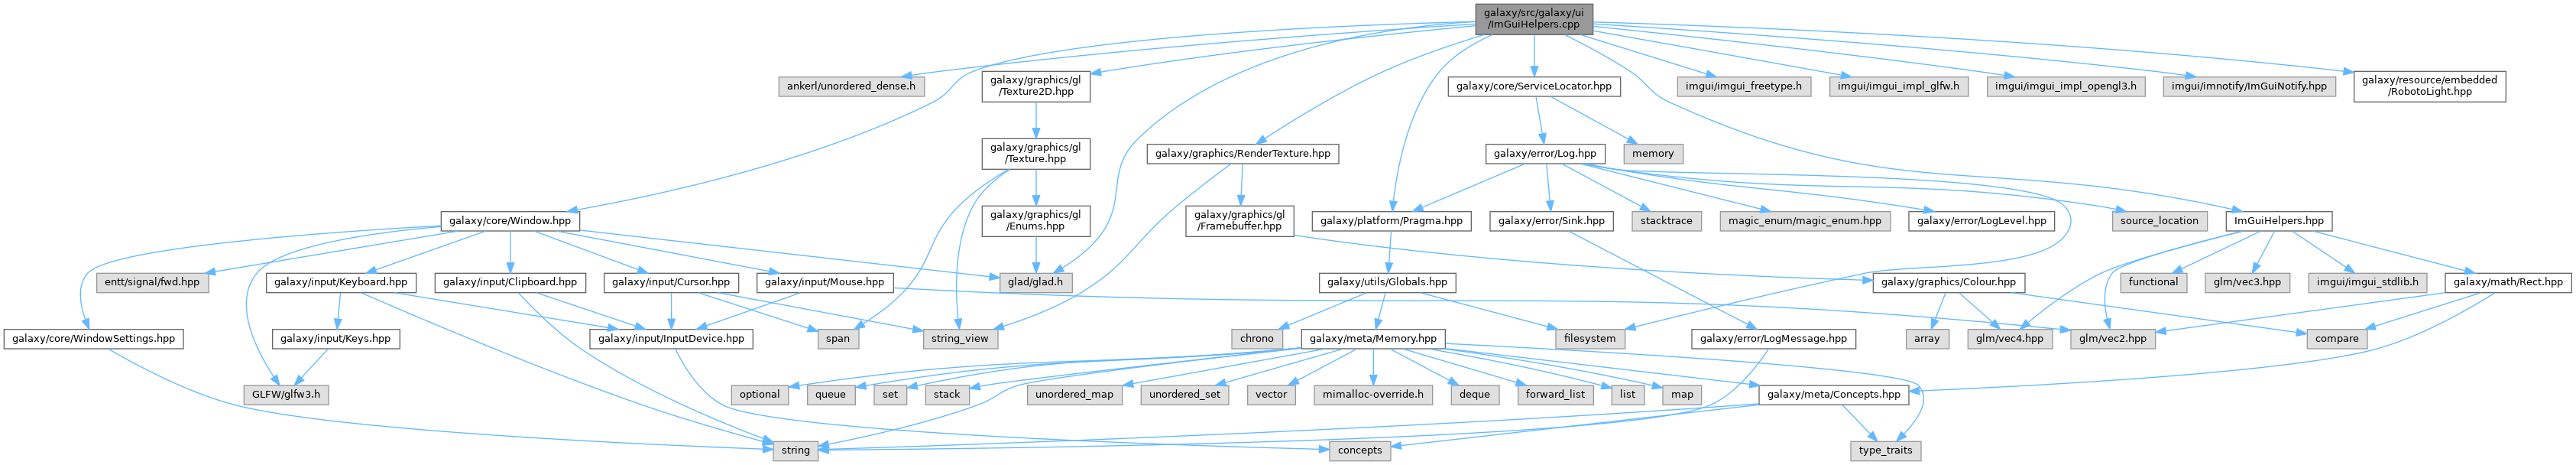 galaxy/src/galaxy/ui
/ImGuiHelpers.cpp
ankerl/unordered_dense.h
galaxy/graphics/gl
/Texture2D.hpp
galaxy/core/ServiceLocator.hpp
imgui/imgui_freetype.h
imgui/imgui_impl_glfw.h
imgui/imgui_impl_opengl3.h
imgui/imnotify/ImGuiNotify.hpp
galaxy/resource/embedded
/RobotoLight.hpp
galaxy/graphics/gl
/Texture.hpp
galaxy/graphics/RenderTexture.hpp
galaxy/error/Log.hpp
memory
galaxy/core/Window.hpp
galaxy/graphics/gl
/Enums.hpp
galaxy/graphics/gl
/Framebuffer.hpp
galaxy/platform/Pragma.hpp
galaxy/error/Sink.hpp
stacktrace
magic_enum/magic_enum.hpp
galaxy/error/LogLevel.hpp
source_location
ImGuiHelpers.hpp
entt/signal/fwd.hpp
galaxy/input/Keyboard.hpp
galaxy/input/Clipboard.hpp
galaxy/input/Cursor.hpp
galaxy/input/Mouse.hpp
glad/glad.h
galaxy/utils/Globals.hpp
galaxy/graphics/Colour.hpp
functional
glm/vec3.hpp
imgui/imgui_stdlib.h
galaxy/math/Rect.hpp
galaxy/core/WindowSettings.hpp
galaxy/input/Keys.hpp
galaxy/input/InputDevice.hpp
span
string_view
chrono
galaxy/meta/Memory.hpp
filesystem
galaxy/error/LogMessage.hpp
array
glm/vec4.hpp
glm/vec2.hpp
compare
GLFW/glfw3.h
optional
queue
set
stack
unordered_map
unordered_set
vector
mimalloc-override.h
deque
forward_list
list
map
galaxy/meta/Concepts.hpp
string
concepts
type_traits